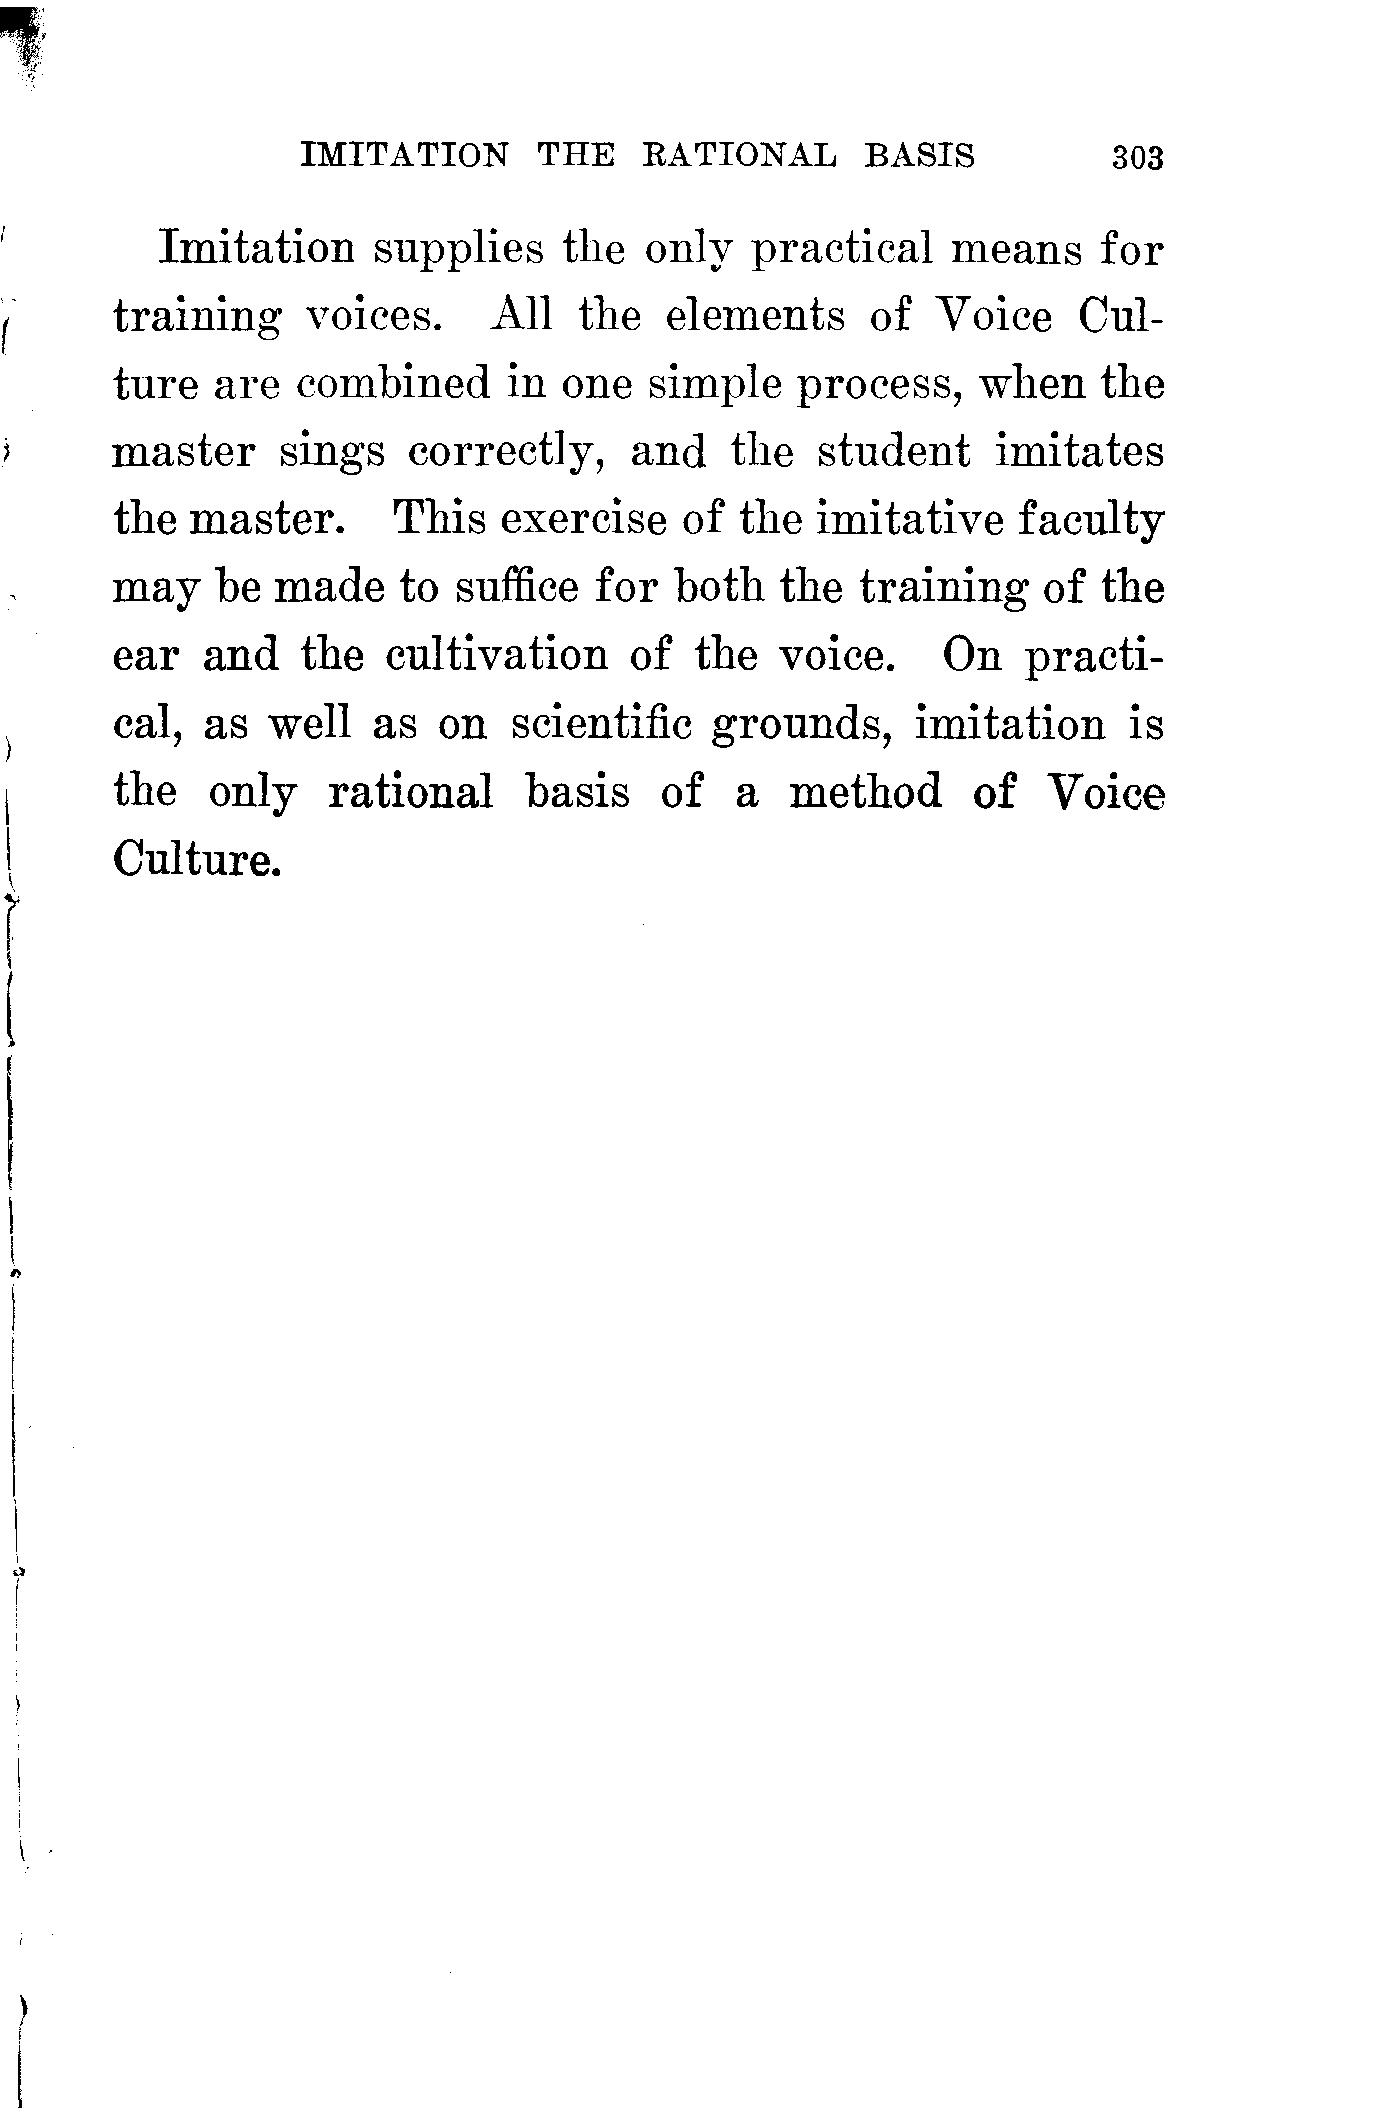 IMITATION THE RATIONAL BASIS 303
Imitation supplies the only practical means for
training voices. All the elements of Voice Cul-
ture are combined in one simple process, when the
master sings correctly, and the student imitates
the master. This exercise of the imitative faculty
may be made to suffice for both the training of the
ear and the cultivation of the voice. On practi-
cal, as well as on scientific grounds, imitation is
the only rational basis of a method of Voice
Culture.